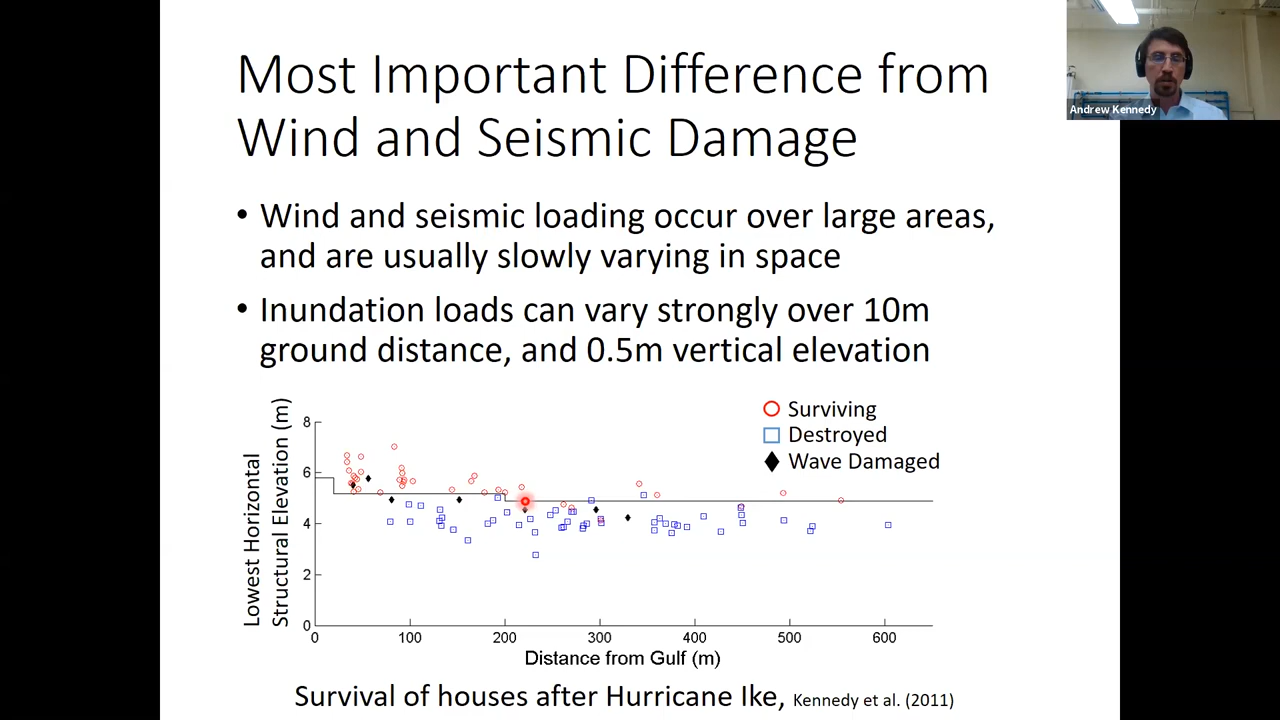 Most Important Difference from
Wind and Seismic Damage
Andrew Kennedy
• Wind and seismic loading occur over large areas,
and are usually slowly varying in space
• Inundation loads can vary strongly over 10m
ground distance, and 0.5m vertical elevation
Lowest Horizontal
Structural Elevation (m)
8
6
4
2
0
Surviving
Destroyed
Wave Damaged
0 100 200 300 400 500 600
Distance from Gulf (m)
Survival of houses after Hurricane Ike, Kennedy et al. (2011)